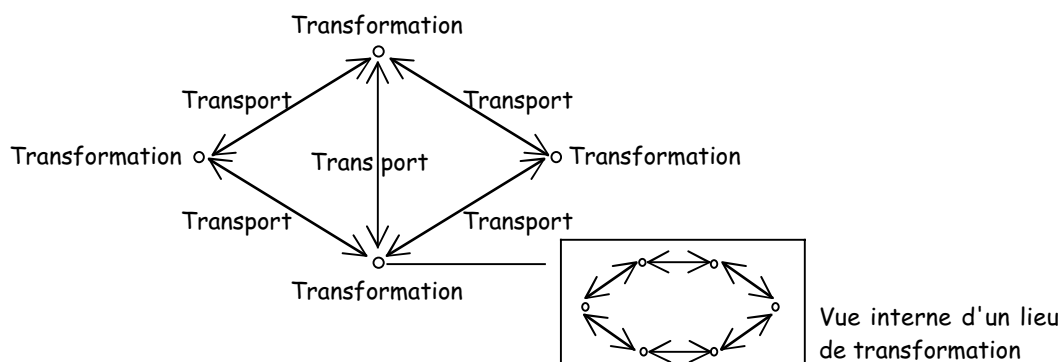 Transformation
Transport
Transport
Transformation
Transport
Transformation
Transport
Transport
Transformation
Vue interne d'un lieu
de transformation